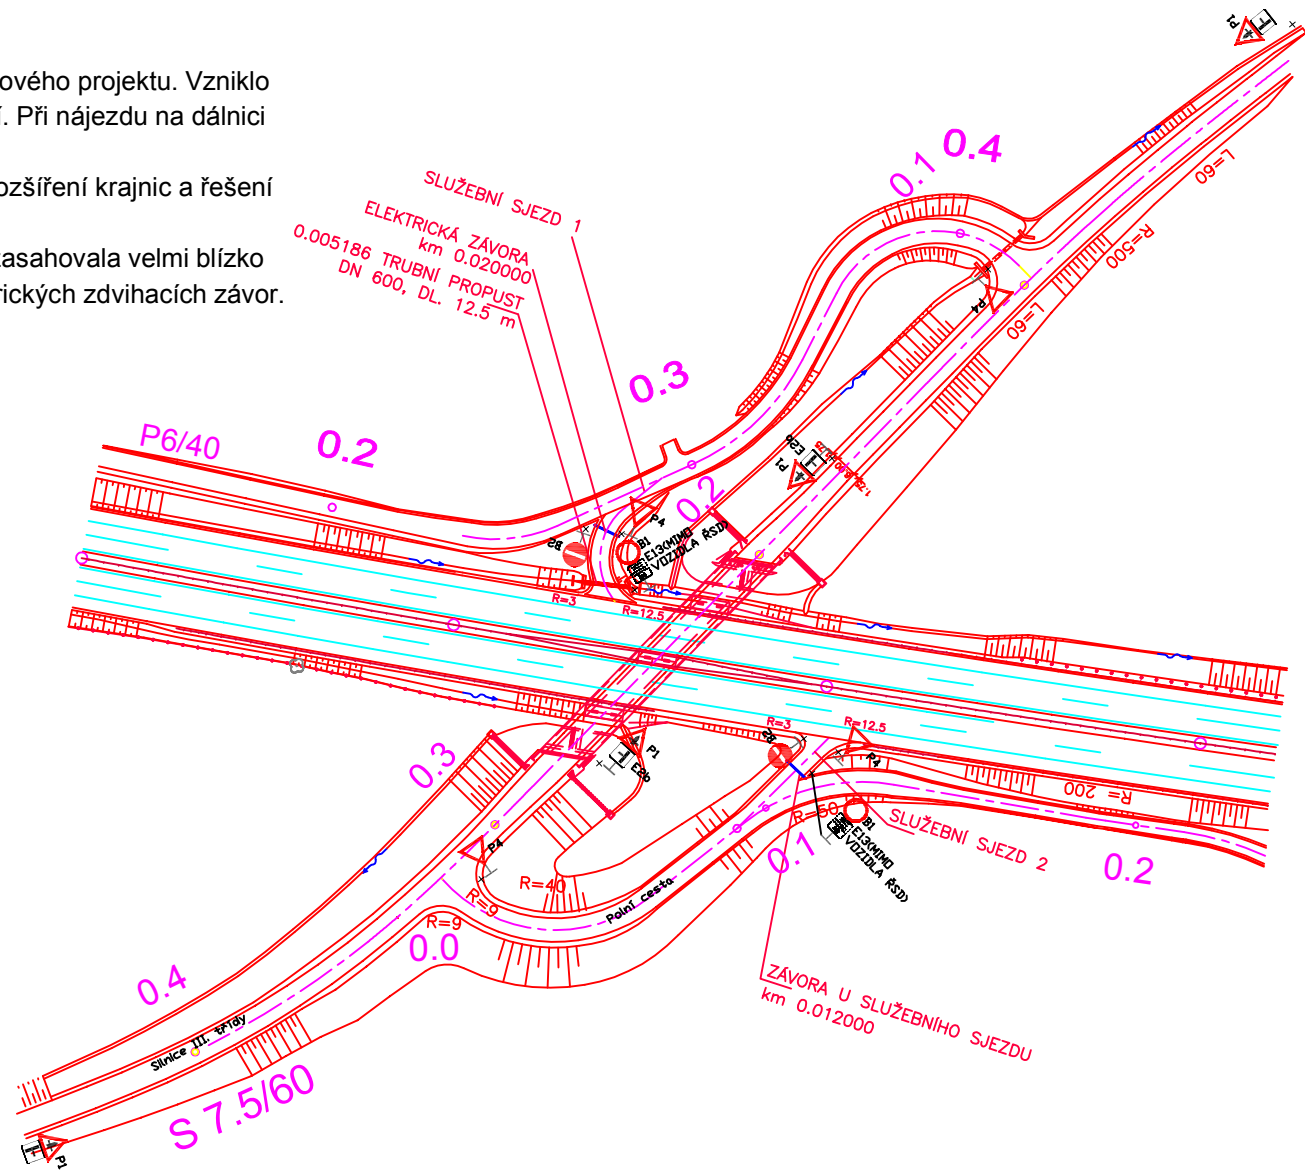 ového projektu. Vzniklo
í. Při nájezdu na dálnici
ozšíření krajnic a řešení
zasahovala velmi blízko
rických zdvihacích závor.
P1
0.4
0.1
L=60
R=500
L=60
P4
SLUŽEBNÍ SJEZD 1
ELEKTRICKÁ ZÁVORA
km 0.020000
0.005186 TRUBNÍ PROPUST
DN 600, DL. 12.5 m
0.3
P6/40
0.2
0.2
P1
E2b
P4
B2
B1
E13(MIMO
VOZIDLA ŘSD)
R=3
R=12.5
R=3
R=12.5
B2
P4
P1
E2b
0.3
R= 200
R=50
B1
E13(MIMO
VOZIDLA ŘSD)
SLUŽEBNÍ SJEZD 2
0.1
0.2
P4
R=40
R=9
R=9
Polní cesta
0.0
0.4
ZÁVORA U SLUŽEBNÍHO SJEZDU
km 0.012000
Silnice III. třídy
S 7.5/60
P1